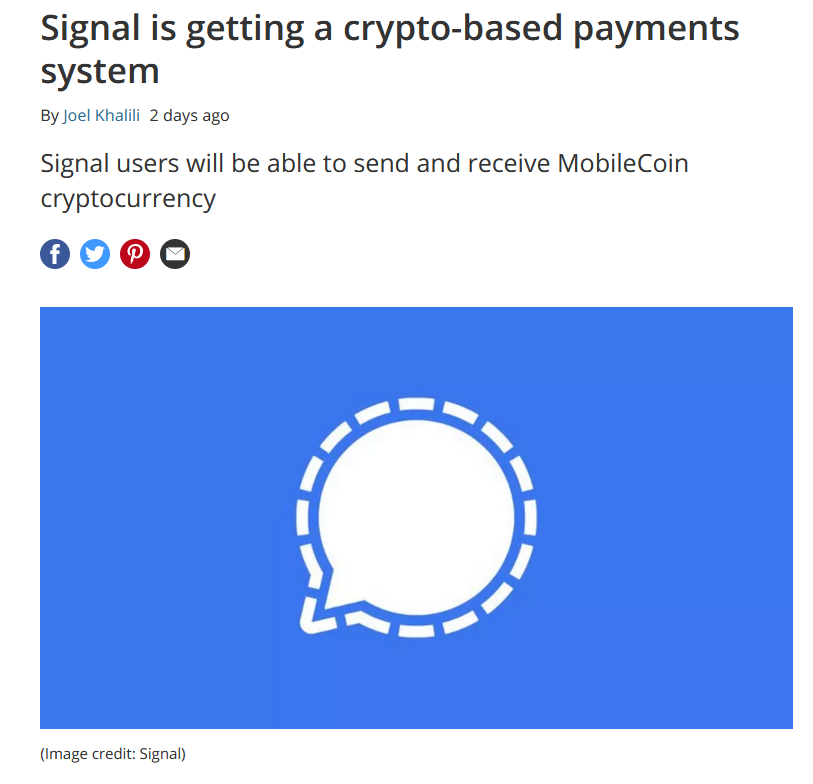 Signal is getting a crypto-based payments
system
By Joel Khalili 2 days ago
Signal users will be able to send and receive MobileCoin
cryptocurrency
(Image credit: Signal)